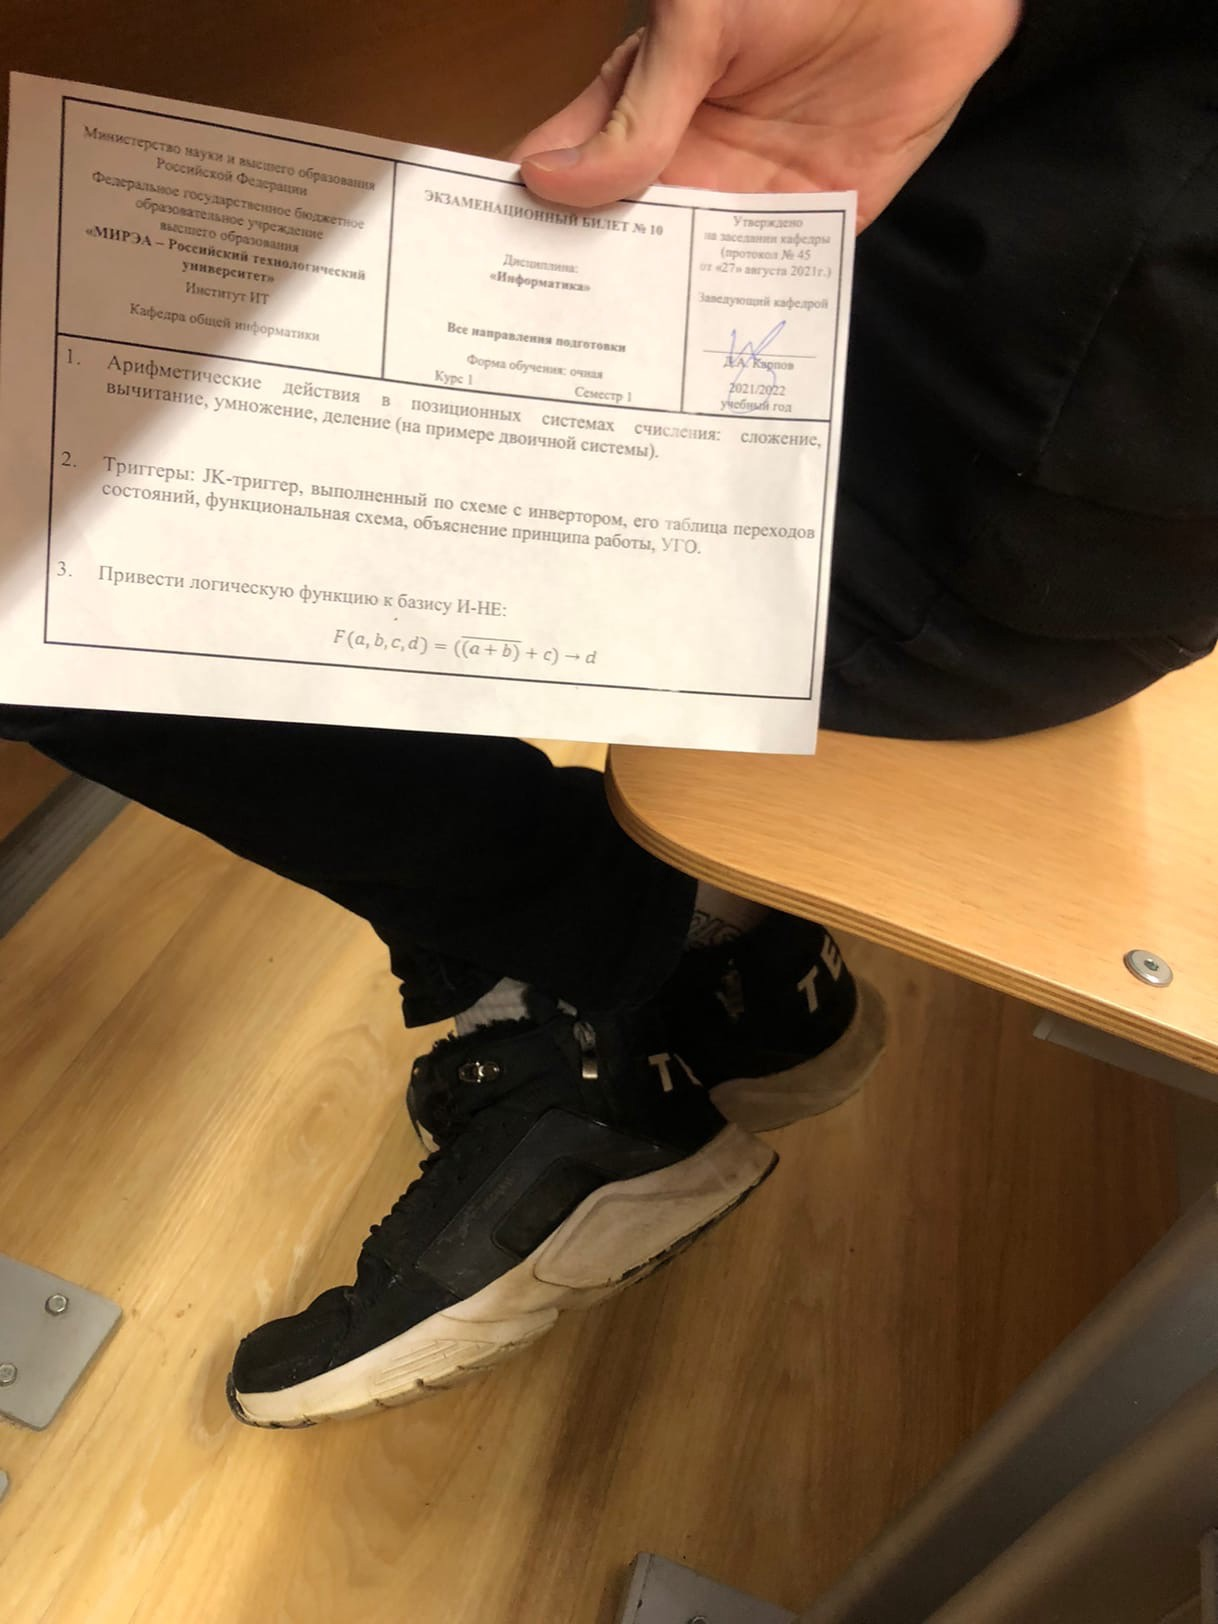 Министерство науки и высшего образования
Российской Федерации
Федеральное государственное бюджетное
образовательное учреждение
высшего образования
«МИРЭА – Российский технологический
университет»
Институт ИТ
Кафедра общей информатики
ЭКЗАМЕНАЦИОННЫЙ БИЛЕТ № 10
Дисциплина:
«Информатика»
Все направления подготовки
Форма обучения: очная
Курс 1 Семестр 1
Утверждено
на заседании кафедры
(протокол № 45
от «27» августа 2021г.)
Заведующий кафедрой
Д.А. Карпов
2021/2022
учебный год
1. Арифметические действия в позиционных системах счисления: сложение,
вычитание, умножение, деление (на примере двоичной системы).
2. Триггеры: JK-триггер, выполненный по схеме с инвертором, его таблица переходов
состояний, функциональная схема, объяснение принципа работы, УГО.
3. Привести логическую функцию к базису И-НЕ:
F(a, b, c, d) = (\overline{(a + b)} + c) → d
TE
T